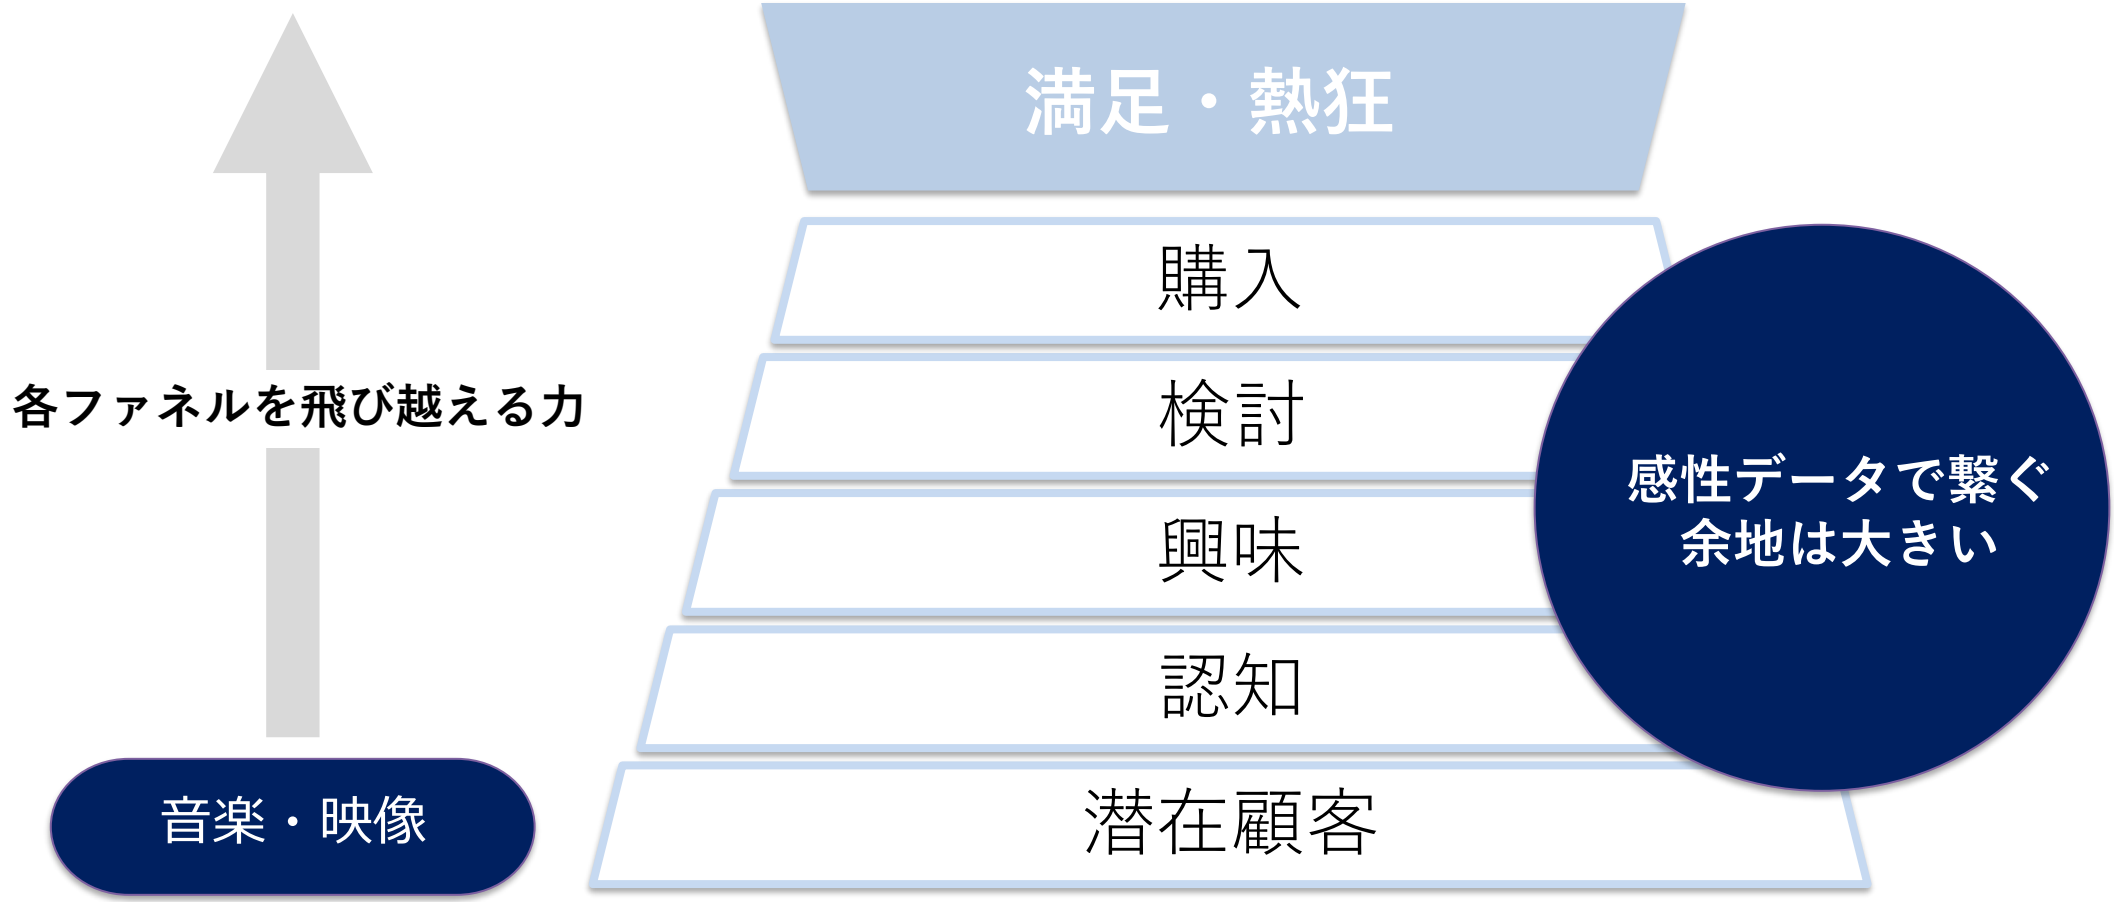 満足・熱狂
購入
検討
興味
認知
潜在顧客
各ファネルを飛び越える力
音楽・映像
感性データで繋ぐ
余地は大きい